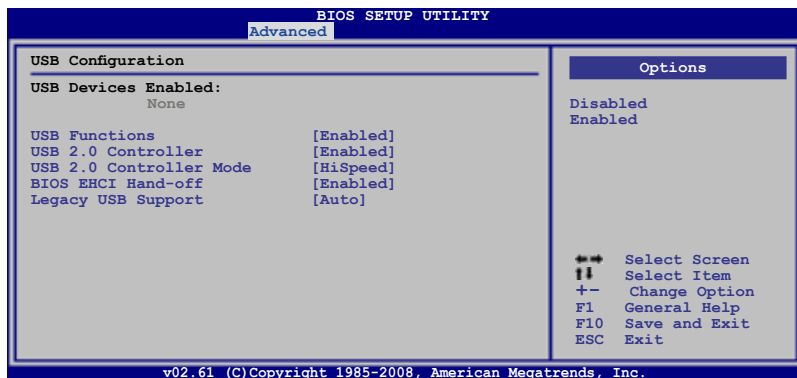 BIOS SETUP UTILITY
Advanced
USB Configuration
USB Devices Enabled:
None
USB Functions [Enabled]
USB 2.0 Controller [Enabled]
USB 2.0 Controller Mode [HiSpeed]
BIOS EHCI Hand-off [Enabled]
Legacy USB Support [Auto]
Options
Disabled
Enabled
Select Screen
Select Item
+- Change Option
F1 General Help
F10 Save and Exit
ESC Exit
v02.61 (C)Copyright 1985-2008, American Megatrends, Inc.